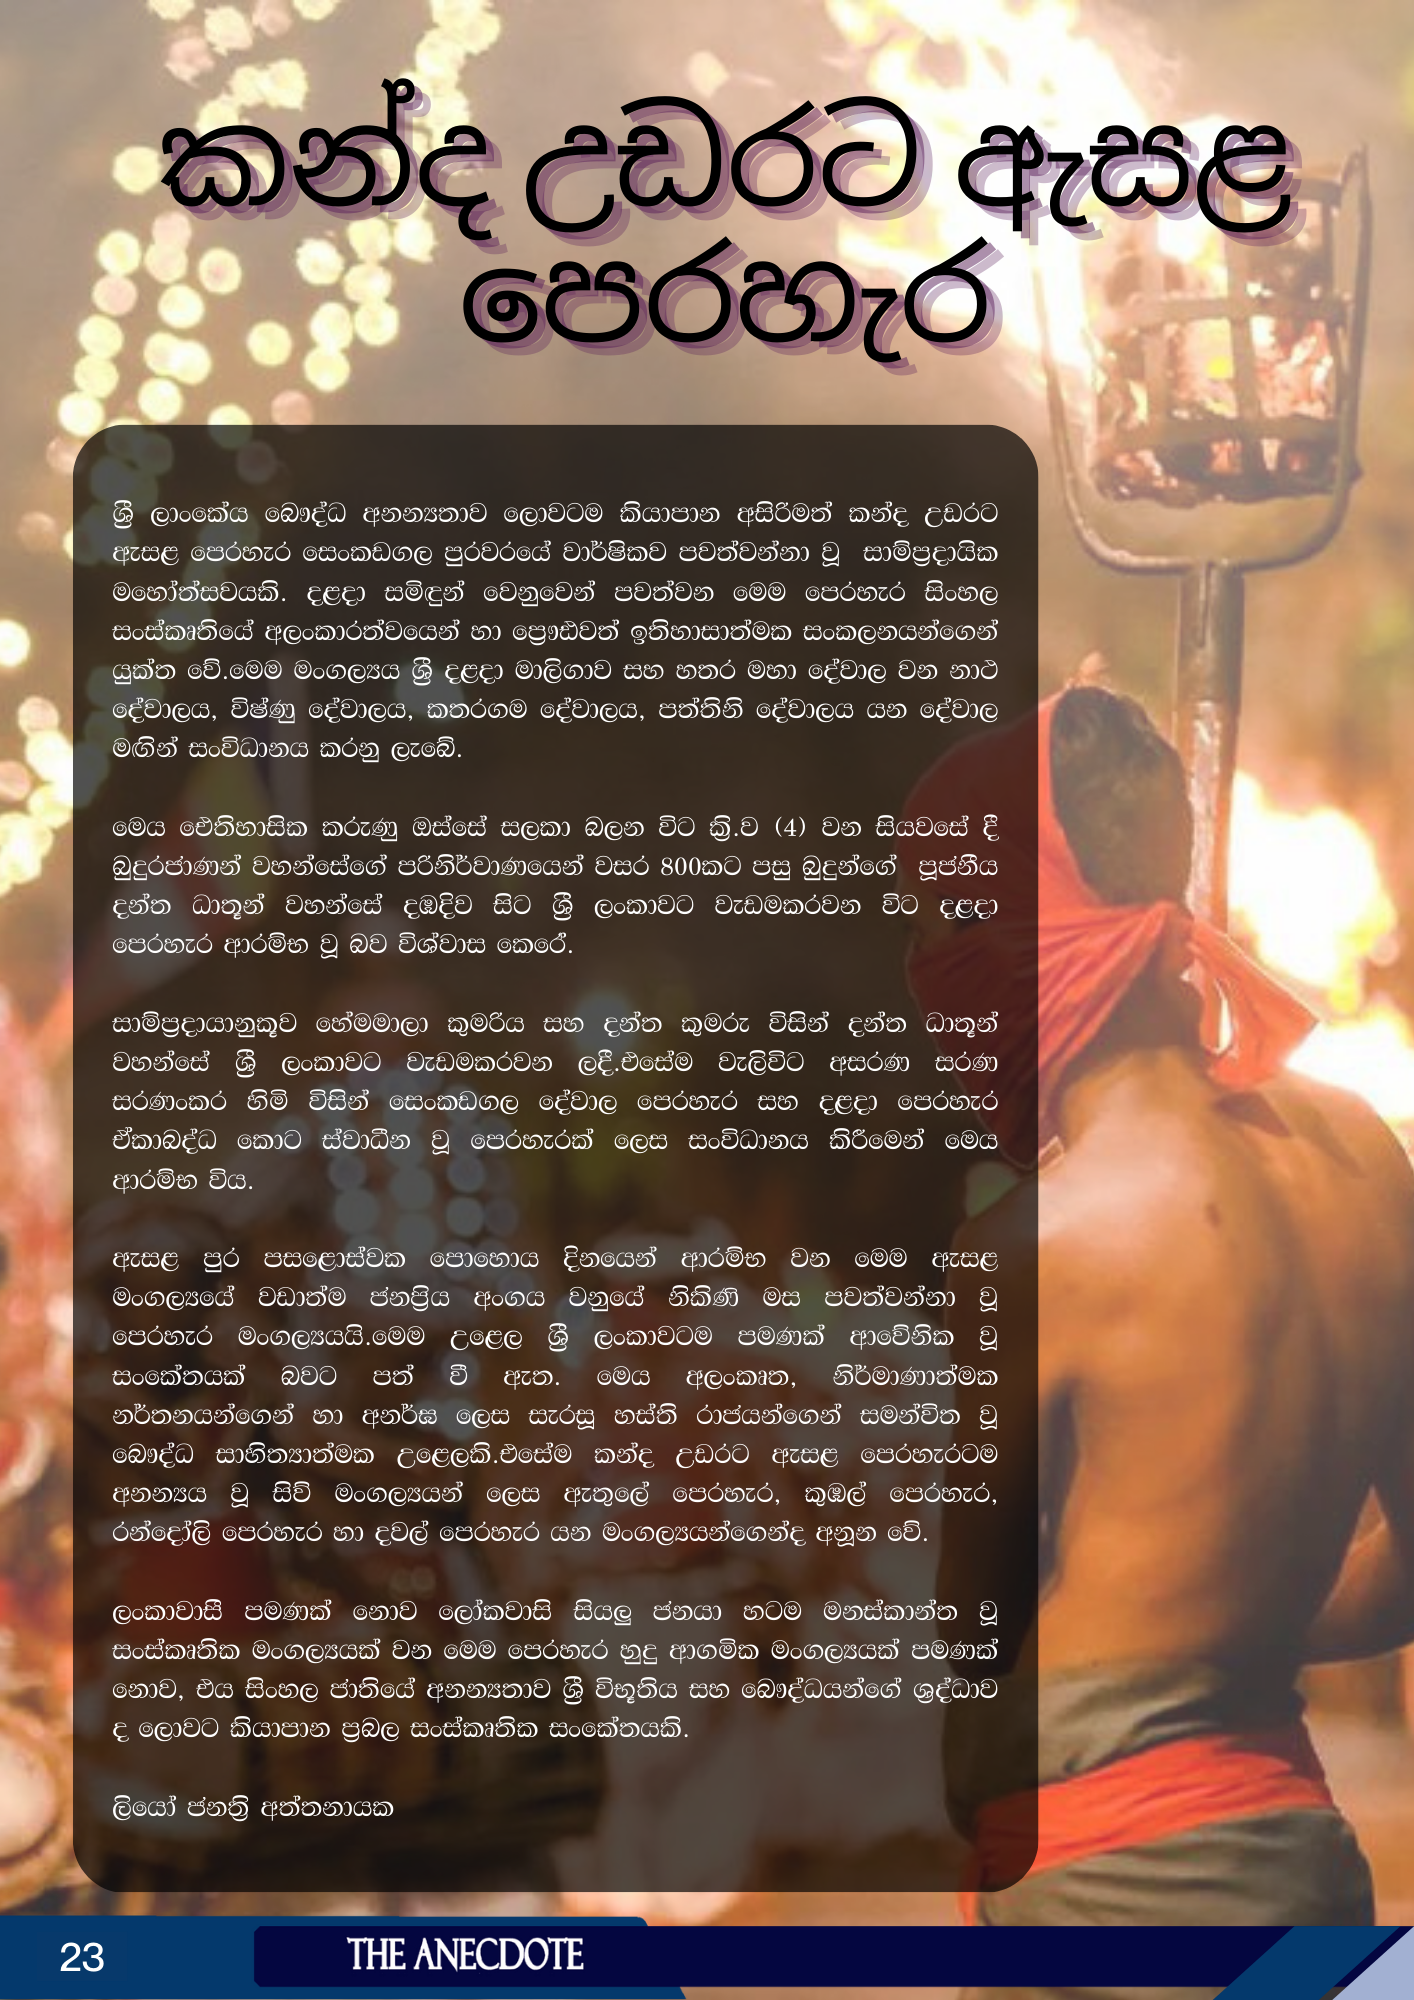 කන්ද උඩරට ඇසළ
පෙරහැර
ශ්‍රී ලාංකේය බෞද්ධ අනන්‍යතාව ලොවටම කියාපාන අසිරිමත් කන්ද උඩරට
ඇසළ පෙරහැර සෙංකඩගල පුරවරයේ වාර්ෂිකව පවත්වන්නා වූ සාම්ප්‍රදායික
මහෝත්සවයකි. දළදා සමිඳුන් වෙනුවෙන් පවත්වන මෙම පෙරහැර සිංහල
සංස්කෘතියේ අලංකාරත්වයෙන් හා ප්‍රෞඪවත් ඉතිහාසාත්මක සංකලනයන්ගෙන්
යුක්ත වේ.මෙම මංගල්‍යය ශ්‍රී දළදා මාලිගාව සහ හතර මහා දේවාල වන නාථ
දේවාලය, විෂ්ණු දේවාලය, කතරගම දේවාලය, පත්තිනි දේවාලය යන දේවාල
මඟින් සංවිධානය කරනු ලැබේ.
මෙය ඓතිහාසික කරුණු ඔස්සේ සලකා බලන විට ක්‍රි.ව (4) වන සියවසේ දී
බුදුරජාණන් වහන්සේගේ පරිනිර්වාණයෙන් වසර 800කට පසු බුදුන්ගේ පූජනීය
දන්ත ධාතූන් වහන්සේ දඹදිව සිට ශ්‍රී ලංකාවට වැඩමකරවන විට දළදා
පෙරහැර ආරම්භ වූ බව විශ්වාස කෙරේ.
සාම්ප්‍රදායානුකූව හේමමාලා කුමරිය සහ දන්ත කුමරු විසින් දන්ත ධාතූන්
වහන්සේ ශ්‍රී ලංකාවට වැඩමකරවන ලදී.එසේම වැලිවිට අසරණ සරණ
සරණංකර හිමි විසින් සෙංකඩගල දේවාල පෙරහැර සහ දළදා පෙරහැර
ඒකාබද්ධ කොට ස්වාධීන වූ පෙරහැරක් ලෙස සංවිධානය කිරීමෙන් මෙය
ආරම්භ විය.
ඇසළ පුර පසළොස්වක පොහොය දිනයෙන් ආරම්භ වන මෙම ඇසළ
මංගල්‍යයේ වඩාත්ම ජනප්‍රිය අංගය වනුයේ නිකිණි මස පවත්වන්නා වූ
පෙරහැර මංගල්‍යයයි.මෙම උළෙල ශ්‍රී ලංකාවටම පමණක් ආවේනික වූ
සංකේතයක් බවට පත් වී ඇත. මෙය අලංකෘත, නිර්මාණාත්මක
නර්තනයන්ගෙන් හා අනර්ඝ ලෙස සැරසූ හස්ති රාජයන්ගෙන් සමන්විත වූ
බෞද්ධ සාහිත්‍යාත්මක උළෙලකි.එසේම කන්ද උඩරට ඇසළ පෙරහැරටම
අනන්‍යය වූ සිව් මංගල්‍යයන් ලෙස ඇතුලේ පෙරහැර, කුඹල් පෙරහැර,
රන්දෝලි පෙරහැර හා දවල් පෙරහැර යන මංගල්‍යයන්ගෙන්ද අනූන වේ.
ලංකාවාසී පමණක් නොව ලෝකවාසි සියලු ජනයා හටම මනස්කාන්ත වූ
සංස්කෘතික මංගල්‍යයක් වන මෙම පෙරහැර හුදු ආගමික මංගල්‍යයක් පමණක්
නොව, එය සිංහල ජාතියේ අනන්‍යතාව ශ්‍රී විභූතිය සහ බෞද්ධයන්ගේ ශ්‍රද්ධාව
ද ලොවට කියාපාන ප්‍රබල සංස්කෘතික සංකේතයකි.
ලියෝ ජනත්‍රි අත්තනායක
23
THE ANECDOTE